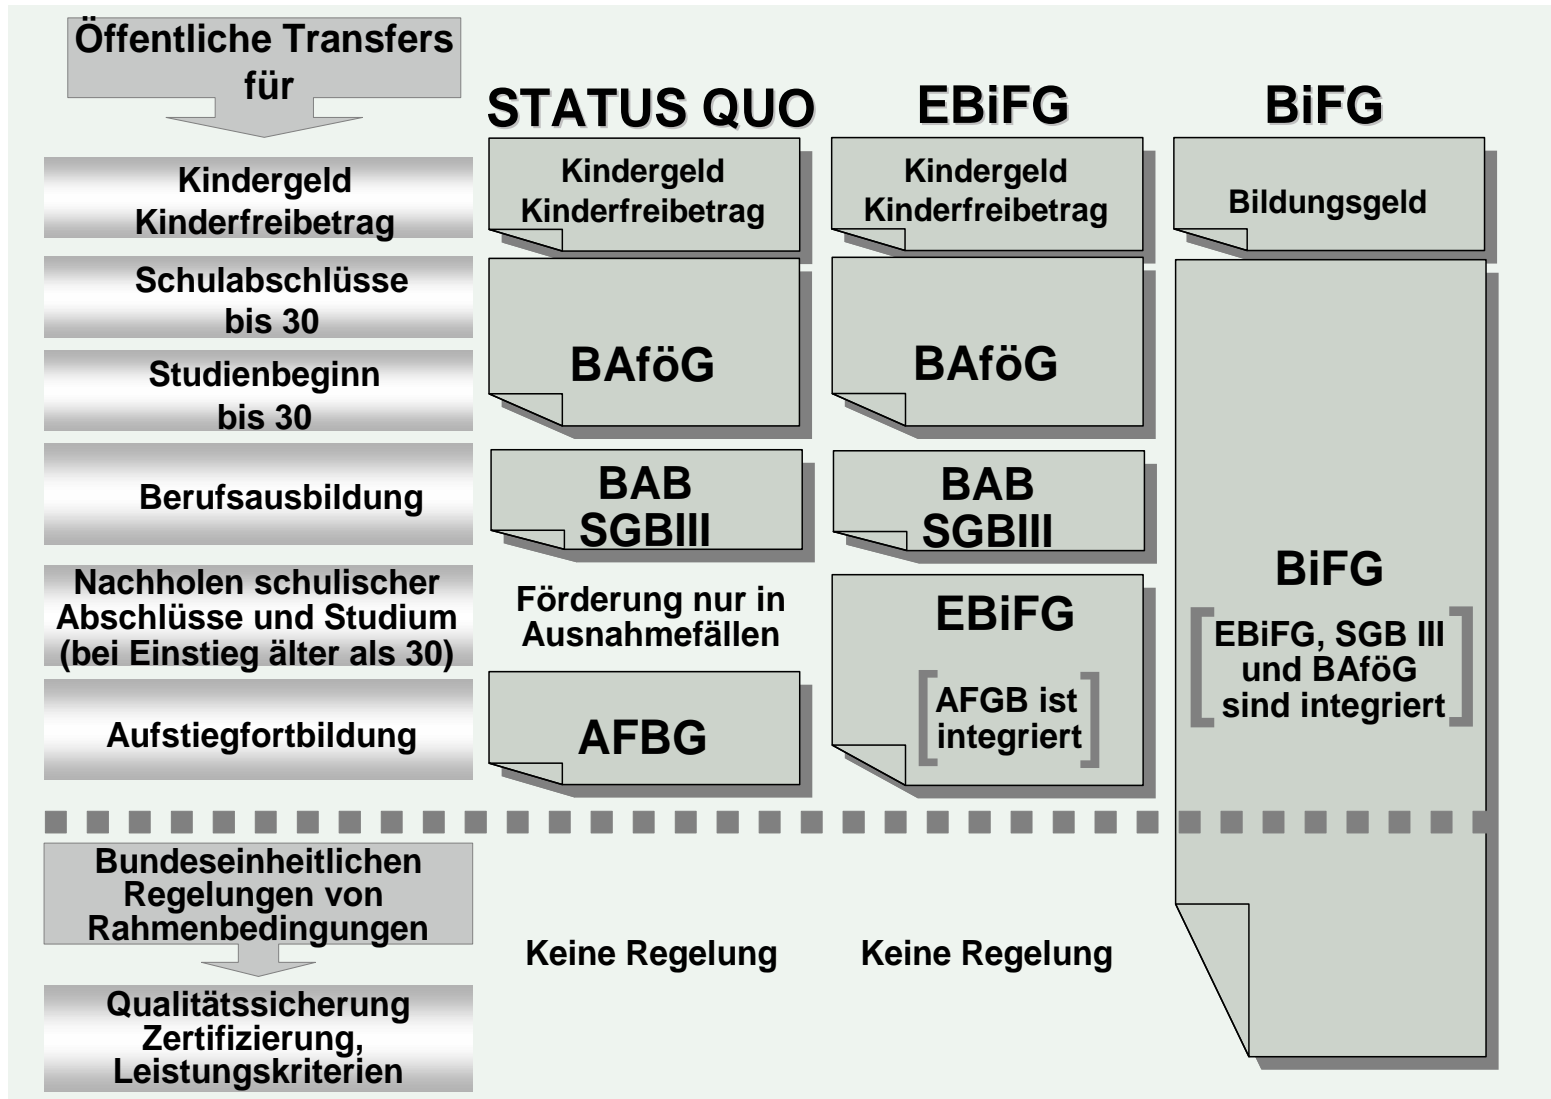 Öffentliche Transfers
für
STATUS QUO
EBiFG
BiFG
Kindergeld
Kinderfreibetrag
Kindergeld
Kinderfreibetrag
Kindergeld
Kinderfreibetrag
Bildungsgeld
Schulabschlüsse
bis 30
Studienbeginn
bis 30
BAföG
BAföG
Berufsausbildung
BAB
SGBIII
BAB
SGBIII
Nachholen schulischer
Abschlüsse und Studium
(bei Einstieg älter als 30)
Förderung nur in
Ausnahmefällen
EBiFG
AFGB ist
integriert
BiFG
EBiFG, SGB III
und BAföG
sind integriert
Aufstiegfortbildung
AFBG
Bundeseinheitlichen
Regelungen von
Rahmenbedingungen
Keine Regelung
Keine Regelung
Qualitätssicherung
Zertifizierung,
Leistungskriterien